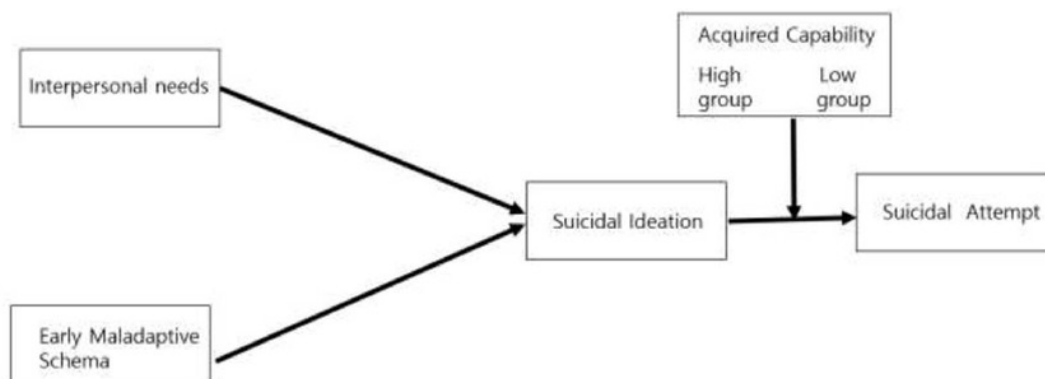 Acquired Capability
High group
Low group
Interpersonal needs
Suicidal Ideation
Suicidal Attempt
Early Maladaptive
Schema